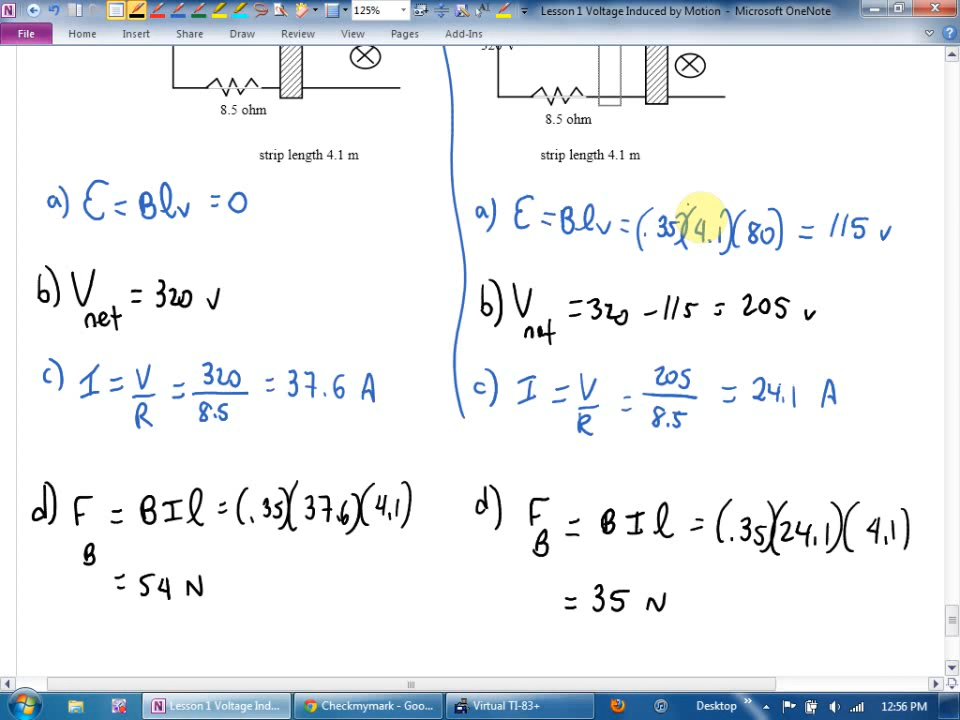 125%
Lesson 1 Voltage Induced by Motion - Microsoft OneNote
File Home Insert Share Draw Review View Pages Add-Ins
8.5 ohm
strip length 4.1 m
a) Ɛ = Blv = 0
b) Vnet = 320 v
c) I = V/R = 320/8.5 = 37.6 A
d) FB = BIl = (.35)(37.6)(4.1)
= 54 N
8.5 ohm
strip length 4.1 m
a) Ɛ = Blv = (.35)(4.1)(80) = 115 v
b) Vnet = 320 - 115 = 205 v
c) I = V/R = 205/8.5 = 24.1 A
d) FB = BIl = (.35)(24.1)(4.1)
= 35 N
Lesson 1 Voltage Ind... Checkmymark - Goo... Virtual TI-83+ Desktop 12:56 PM